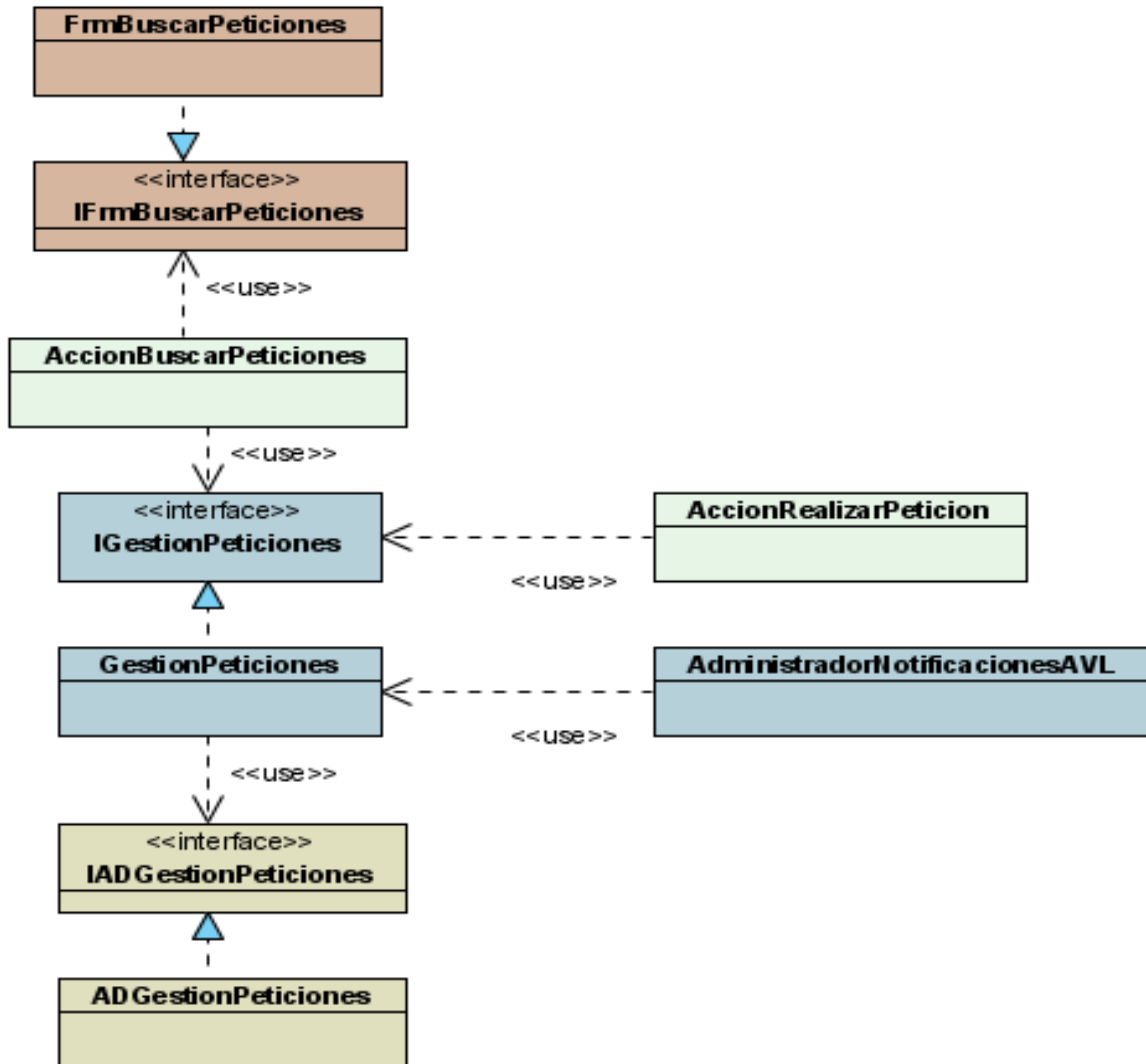 FrmBuscarPeticiones
<<interface>>
IFrmBuscarPeticiones
<<use>>
AccionBuscarPeticiones
<<use>>
<<interface>>
IGestionPeticiones
AccionRealizarPeticion
<<use>>
GestionPeticiones
AdministradorNotificacionesAVL
<<use>>
<<use>>
<<interface>>
IADGestionPeticiones
ADGestionPeticiones